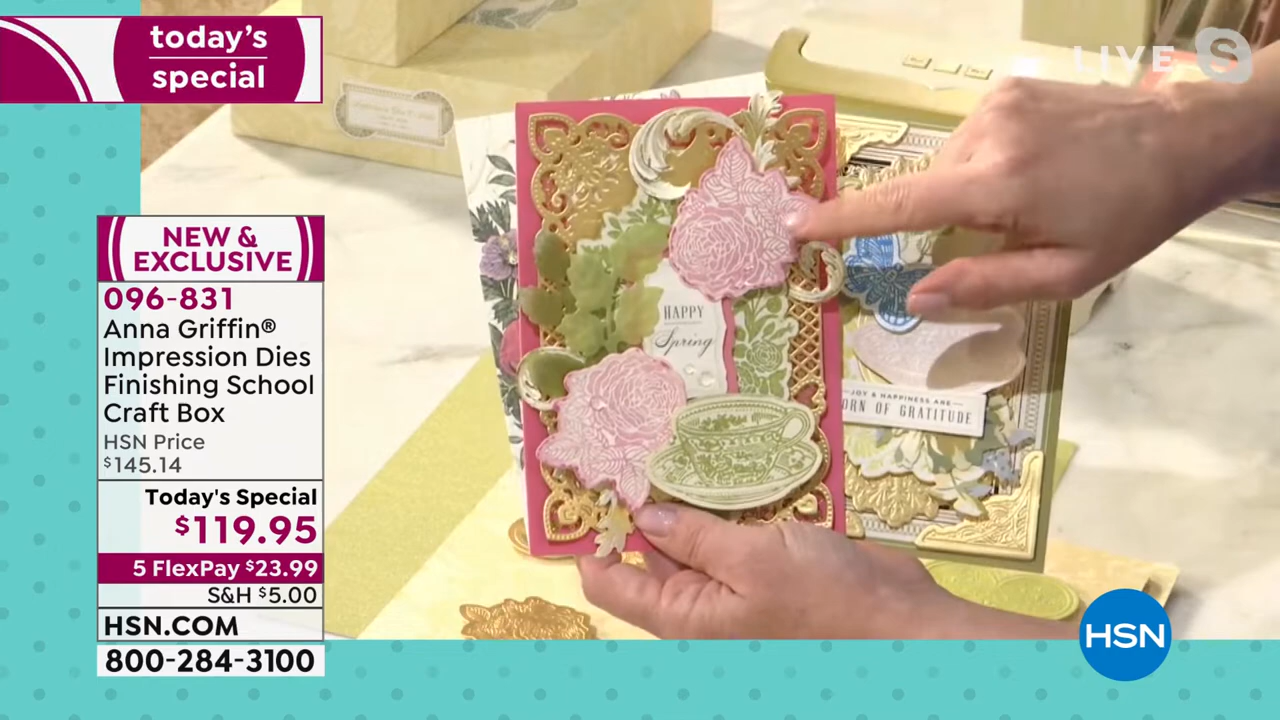 today's
special
LIVE S
NEW &
EXCLUSIVE
096-831
Anna Griffin®
Impression Dies
Finishing School
Craft Box
HSN Price
$145.14
Today's Special
$119.95
5 FlexPay $23.99
S&H $5.00
HSN.COM
800-284-3100
HAPPY
Spring
JOY & HAPPINESS ARE
ORN OF GRATITUDE
HSN